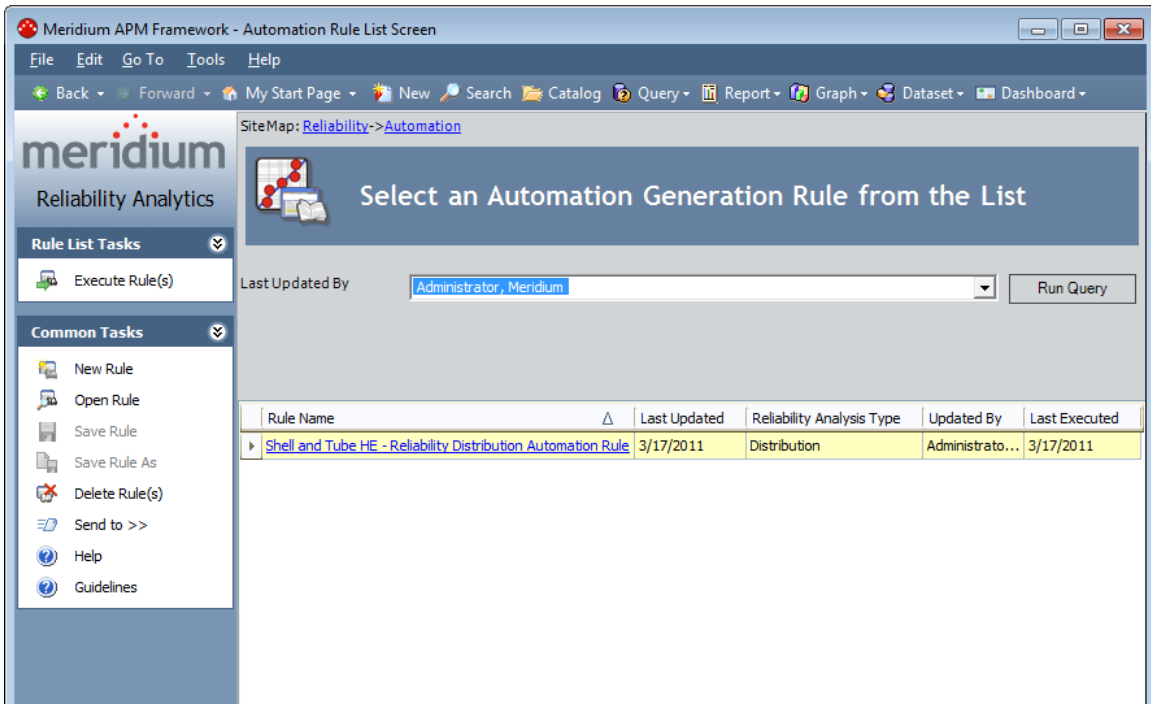 Meridium APM Framework - Automation Rule List Screen
File Edit Go To Tools Help
Back Forward My Start Page New Search Catalog Query Report Graph Dataset Dashboard
SiteMap: Reliability->Automation
meridium
Reliability Analytics
Select an Automation Generation Rule from the List
Rule List Tasks
Execute Rule(s)
Last Updated By Administrator, Meridium Run Query
Common Tasks
New Rule
Open Rule
Save Rule
Save Rule As
Delete Rule(s)
Send to >>
Help
Guidelines
Rule Name Last Updated Reliability Analysis Type Updated By Last Executed
Shell and Tube HE - Reliability Distribution Automation Rule 3/17/2011 Distribution Administrato... 3/17/2011